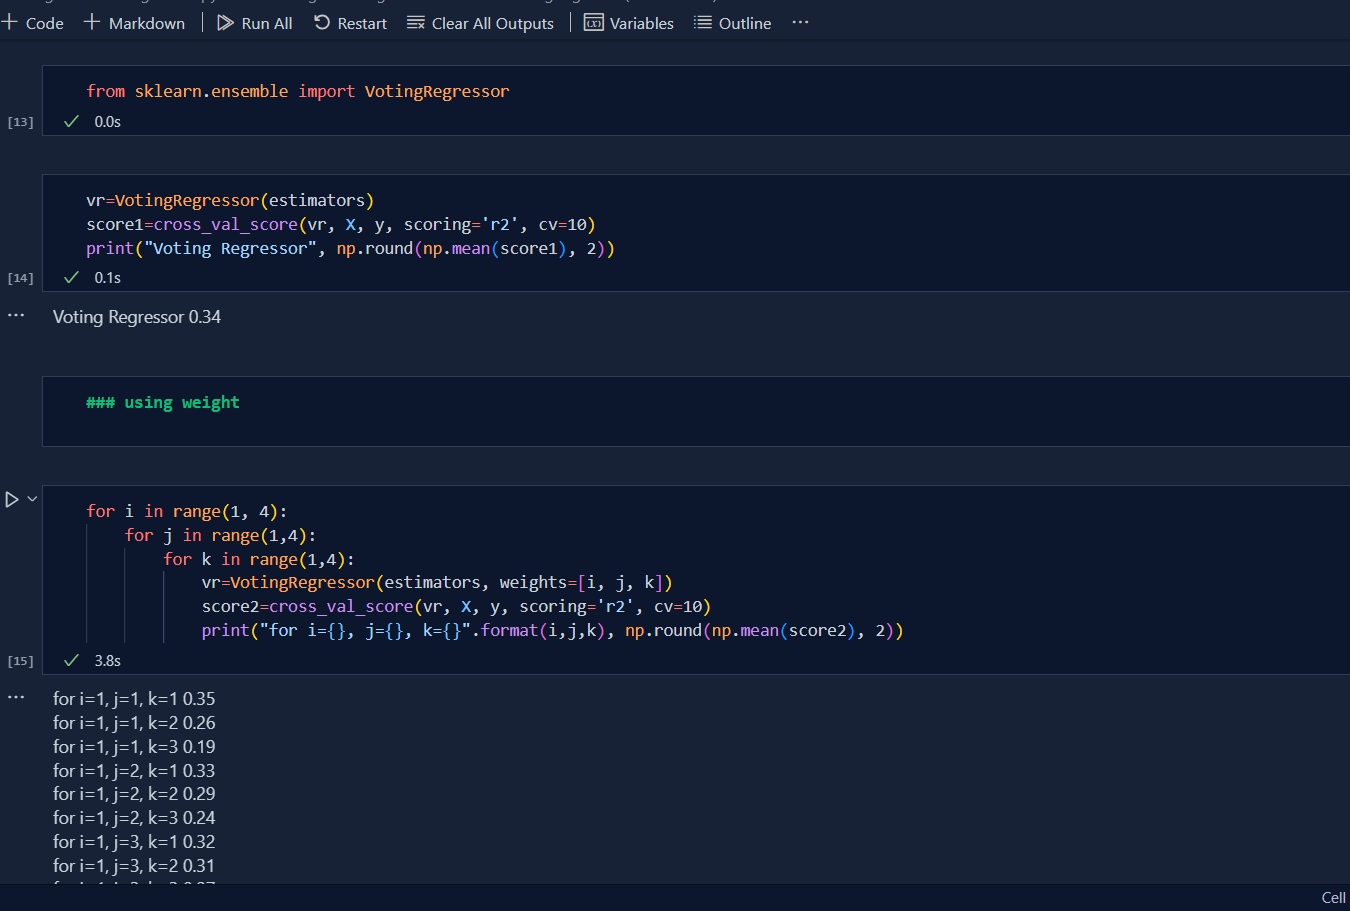 Code Markdown Run All Restart Clear All Outputs Variables Outline ...
from sklearn.ensemble import VotingRegressor
[13] 0.0s
vr=VotingRegressor(estimators)
score1=cross_val_score(vr, X, y, scoring='r2', cv=10)
print("Voting Regressor", np.round(np.mean(score1), 2))
[14] 0.1s
... Voting Regressor 0.34
### using weight
for i in range(1, 4):
for j in range(1,4):
for k in range(1,4):
vr=VotingRegressor(estimators, weights=[i, j, k])
score2=cross_val_score(vr, X, y, scoring='r2', cv=10)
print("for i={}, j={}, k={}".format(i,j,k), np.round(np.mean(score2), 2))
[15] 3.8s
... for i=1, j=1, k=1 0.35
for i=1, j=1, k=2 0.26
for i=1, j=1, k=3 0.19
for i=1, j=2, k=1 0.33
for i=1, j=2, k=2 0.29
for i=1, j=2, k=3 0.24
for i=1, j=3, k=1 0.32
for i=1, j=3, k=2 0.31
Cell